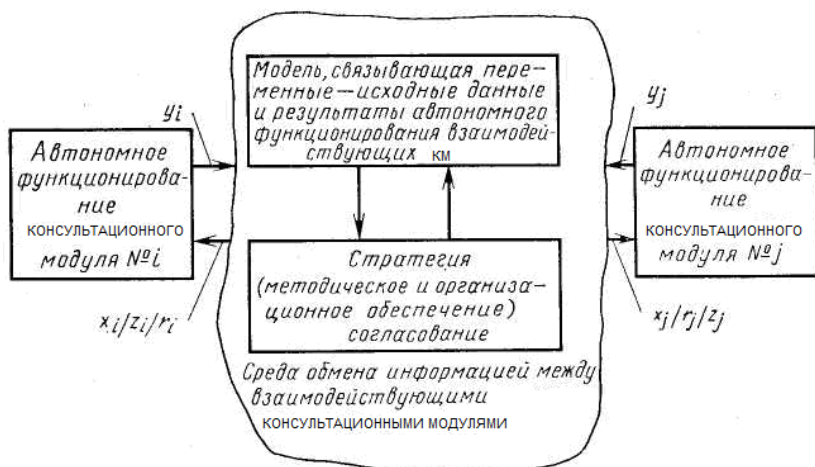 yi
Автономное
функционирова-
ние
консультационного
модуля №i
xi/zi/ri
Модель, связывающая пере-
менные—исходные данные
и результаты автономного
функционирования взаимодей-
ствующих км
Стратегия
(методическое и организа-
ционное обеспечение)
согласование
Среда обмена информацией между
взаимодействующими
консультационными модулями
yj
Автономное
функционирова-
ние
консультационного
модуля №j
xj/rj/zj